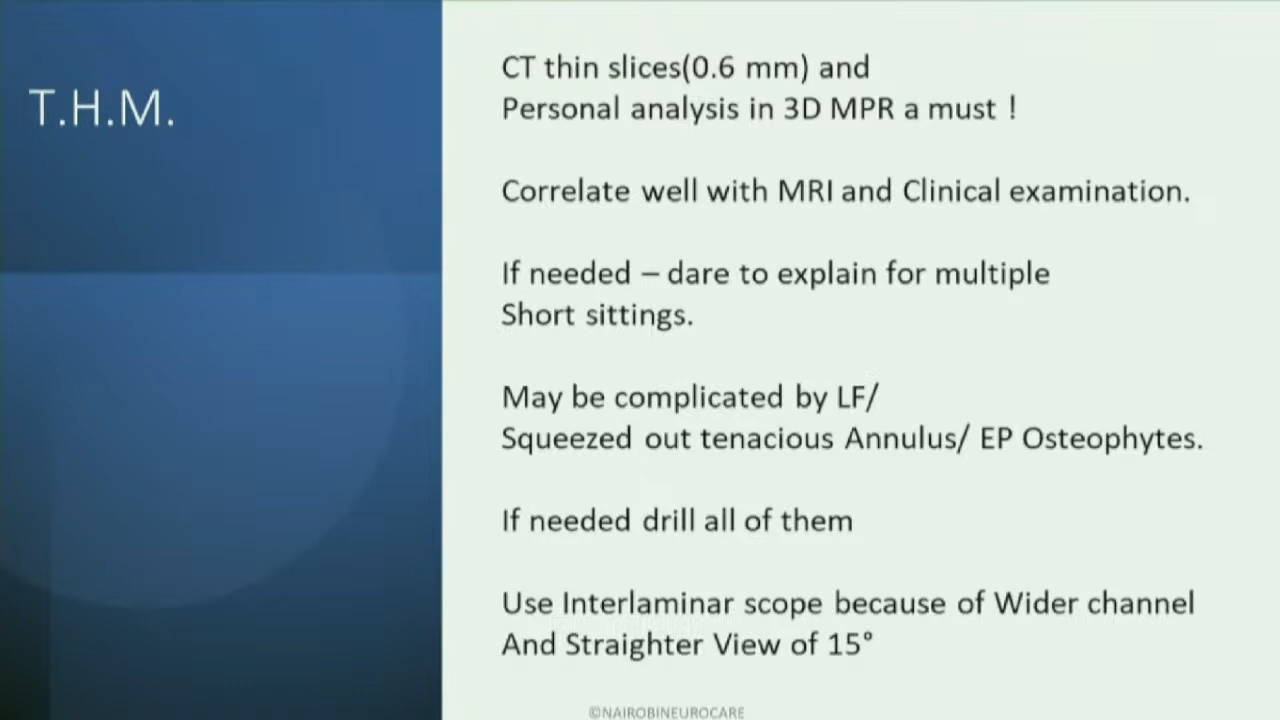 T.H.M.
CT thin slices(0.6 mm) and
Personal analysis in 3D MPR a must !
Correlate well with MRI and Clinical examination.
If needed – dare to explain for multiple
Short sittings.
May be complicated by LF/
Squeezed out tenacious Annulus/ EP Osteophytes.
If needed drill all of them
Use Interlaminar scope because of Wider channel
And Straighter View of 15°
©NAIROBINEUROCARE